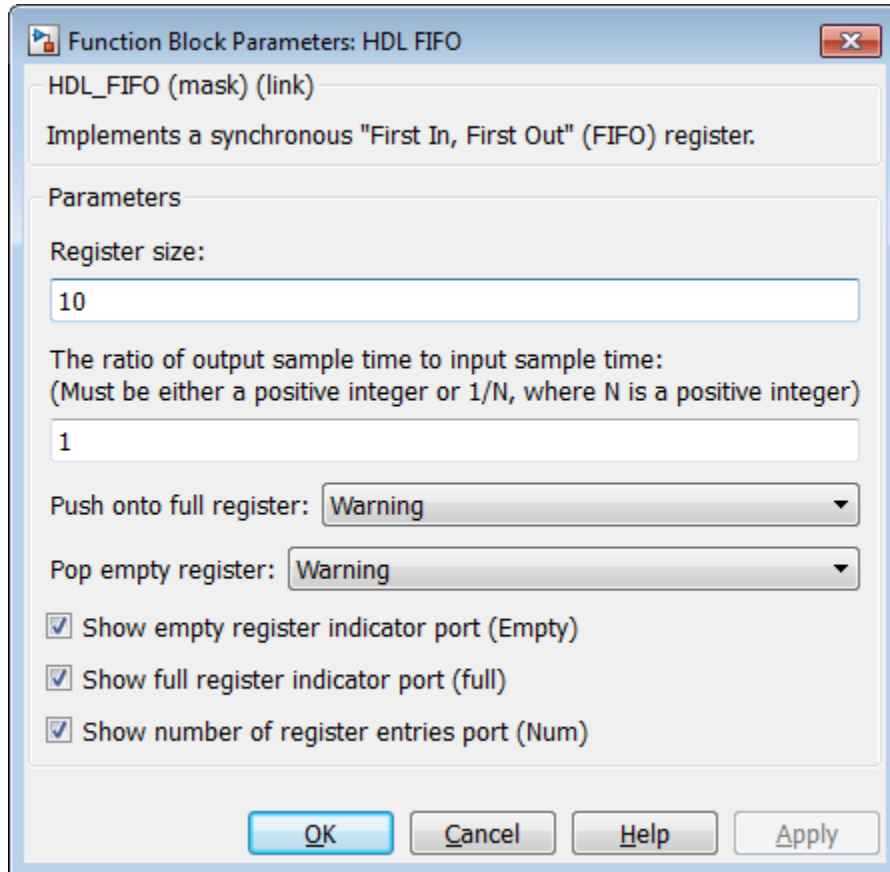 Function Block Parameters: HDL FIFO
HDL_FIFO (mask) (link)
Implements a synchronous "First In, First Out" (FIFO) register.
Parameters
Register size:
10
The ratio of output sample time to input sample time:
(Must be either a positive integer or 1/N, where N is a positive integer)
1
Push onto full register: Warning
Pop empty register: Warning
Show empty register indicator port (Empty)
Show full register indicator port (full)
Show number of register entries port (Num)
OK Cancel Help Apply